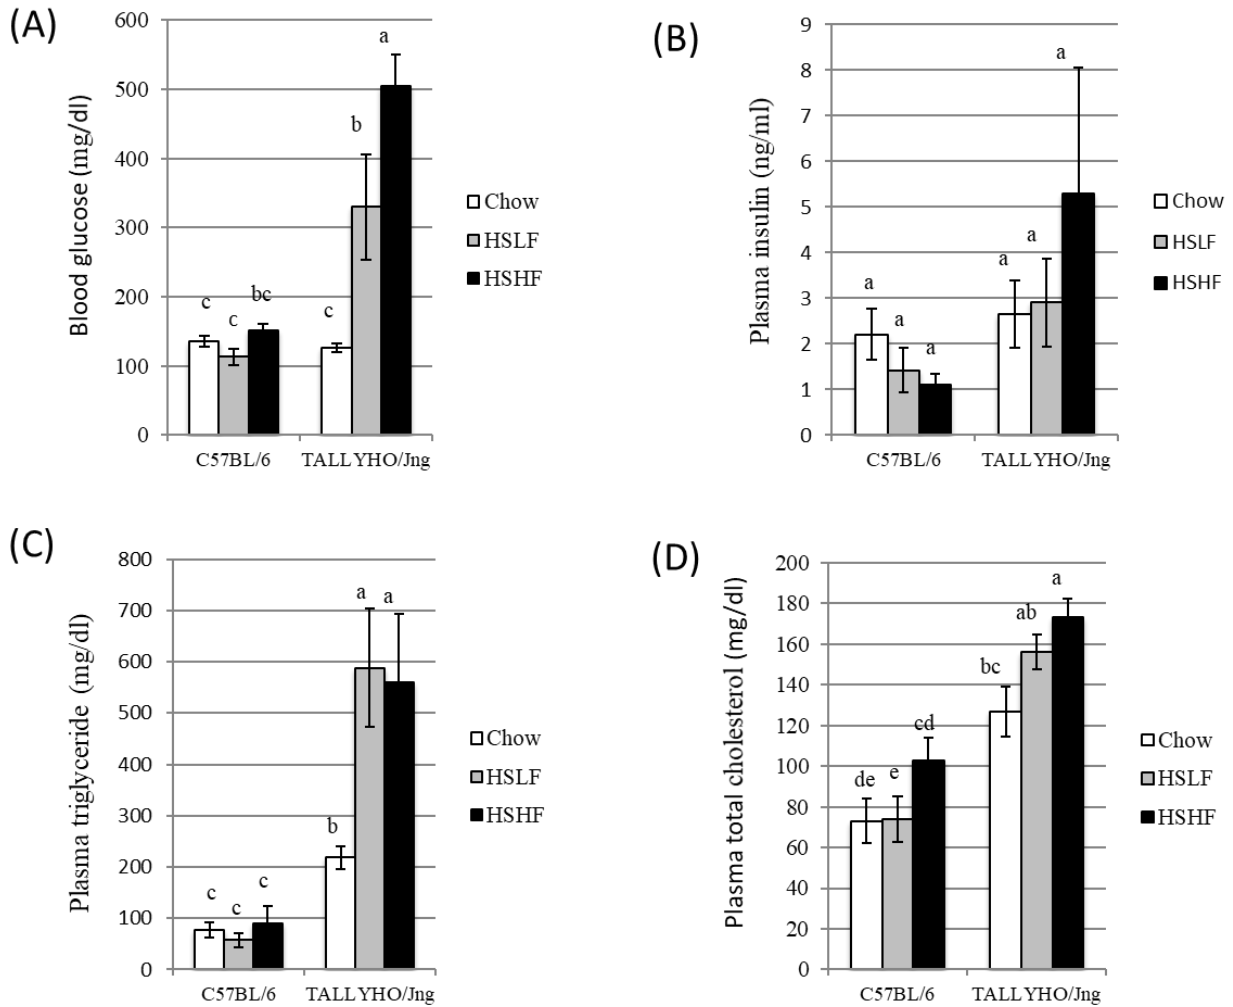 (A)
Blood glucose (mg/dl)
600
500
400
300
200
100
0
c
c
bc
c
b
a
C57BL/6
TALLYHO/Jng
Chow
HSLF
HSHF
(B)
Plasma insulin (ng/ml)
9
8
7
6
5
4
3
2
1
0
a
a
a
a
a
a
C57BL/6
TALLYHO/Jng
Chow
HSLF
HSHF
(C)
Plasma triglyceride (mg/dl)
800
700
600
500
400
300
200
100
0
c
c
c
b
a
a
C57BL/6
TALLYHO/Jng
Chow
HSLF
HSHF
(D)
Plasma total cholesterol (mg/dl)
200
180
160
140
120
100
80
60
40
20
0
de
e
cd
bc
ab
a
C57BL/6
TALLYHO/Jng
Chow
HSLF
HSHF